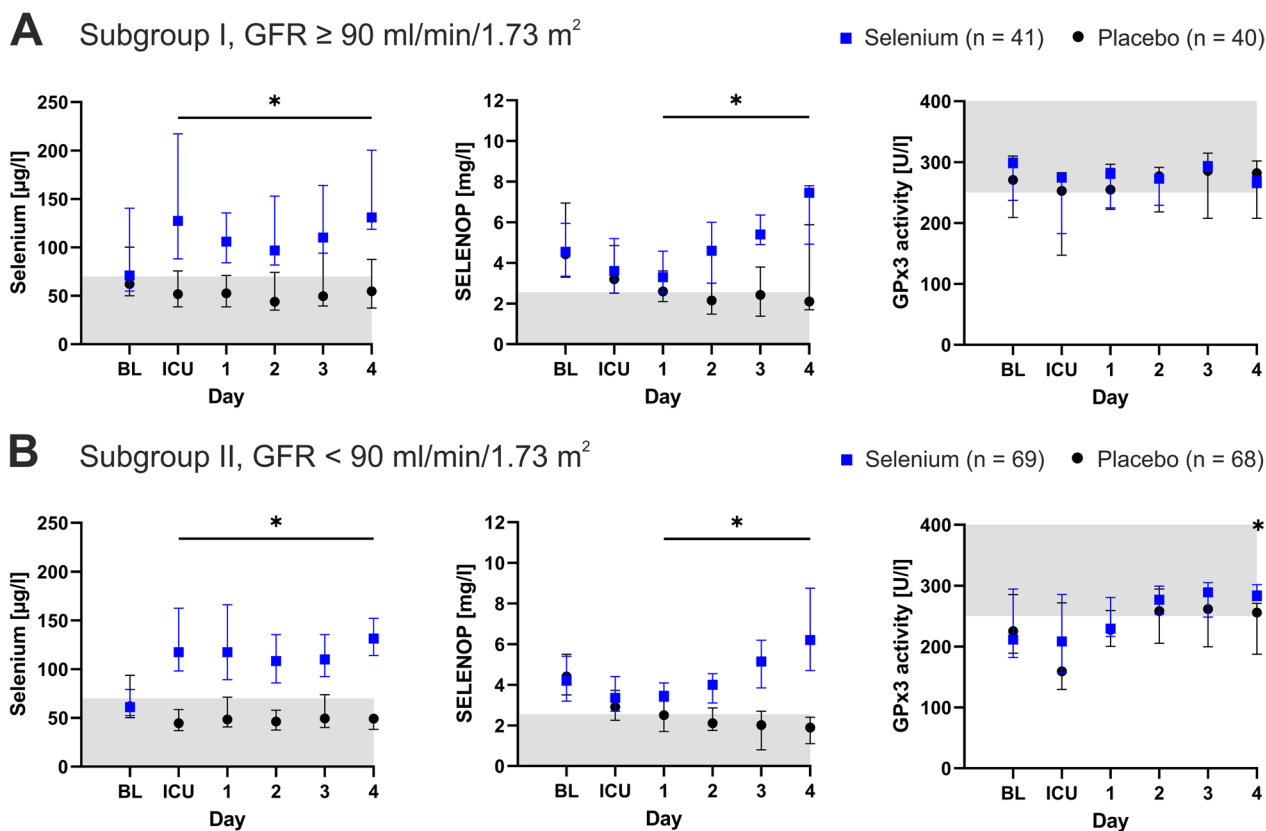 A Subgroup I, GFR ≥ 90 ml/min/1.73 m²
Selenium (n = 41) Placebo (n = 40)
Selenium [µg/l]
250
200
150
100
50
0
*
BL ICU 1 2 3 4
Day
SELENOP [mg/l]
12
10
8
6
4
2
0
*
BL ICU 1 2 3 4
Day
GPx3 activity [U/l]
400
300
200
100
0
BL ICU 1 2 3 4
Day
B Subgroup II, GFR < 90 ml/min/1.73 m²
Selenium (n = 69) Placebo (n = 68)
Selenium [µg/l]
250
200
150
100
50
0
*
BL ICU 1 2 3 4
Day
SELENOP [mg/l]
12
10
8
6
4
2
0
*
BL ICU 1 2 3 4
Day
GPx3 activity [U/l]
400
300
200
100
0
*
BL ICU 1 2 3 4
Day